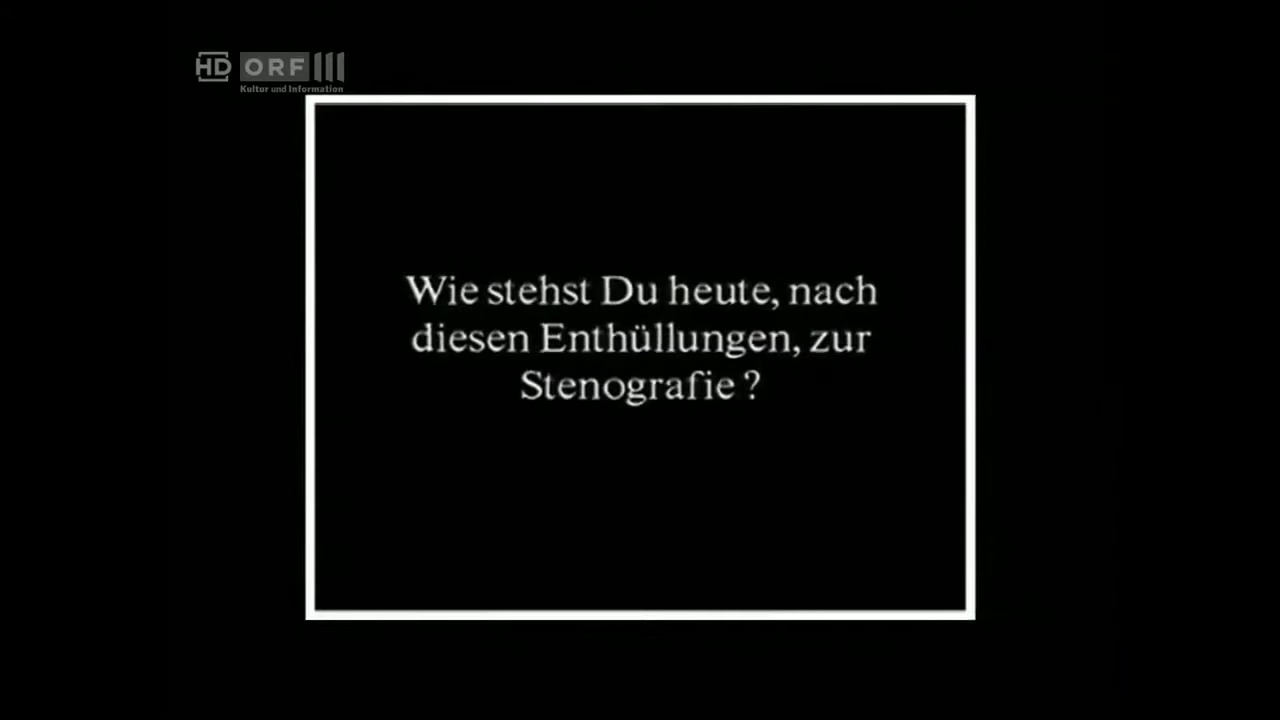 HD ORF III
Kultur und Information
Wie stehst Du heute, nach
diesen Enthüllungen, zur
Stenografie ?